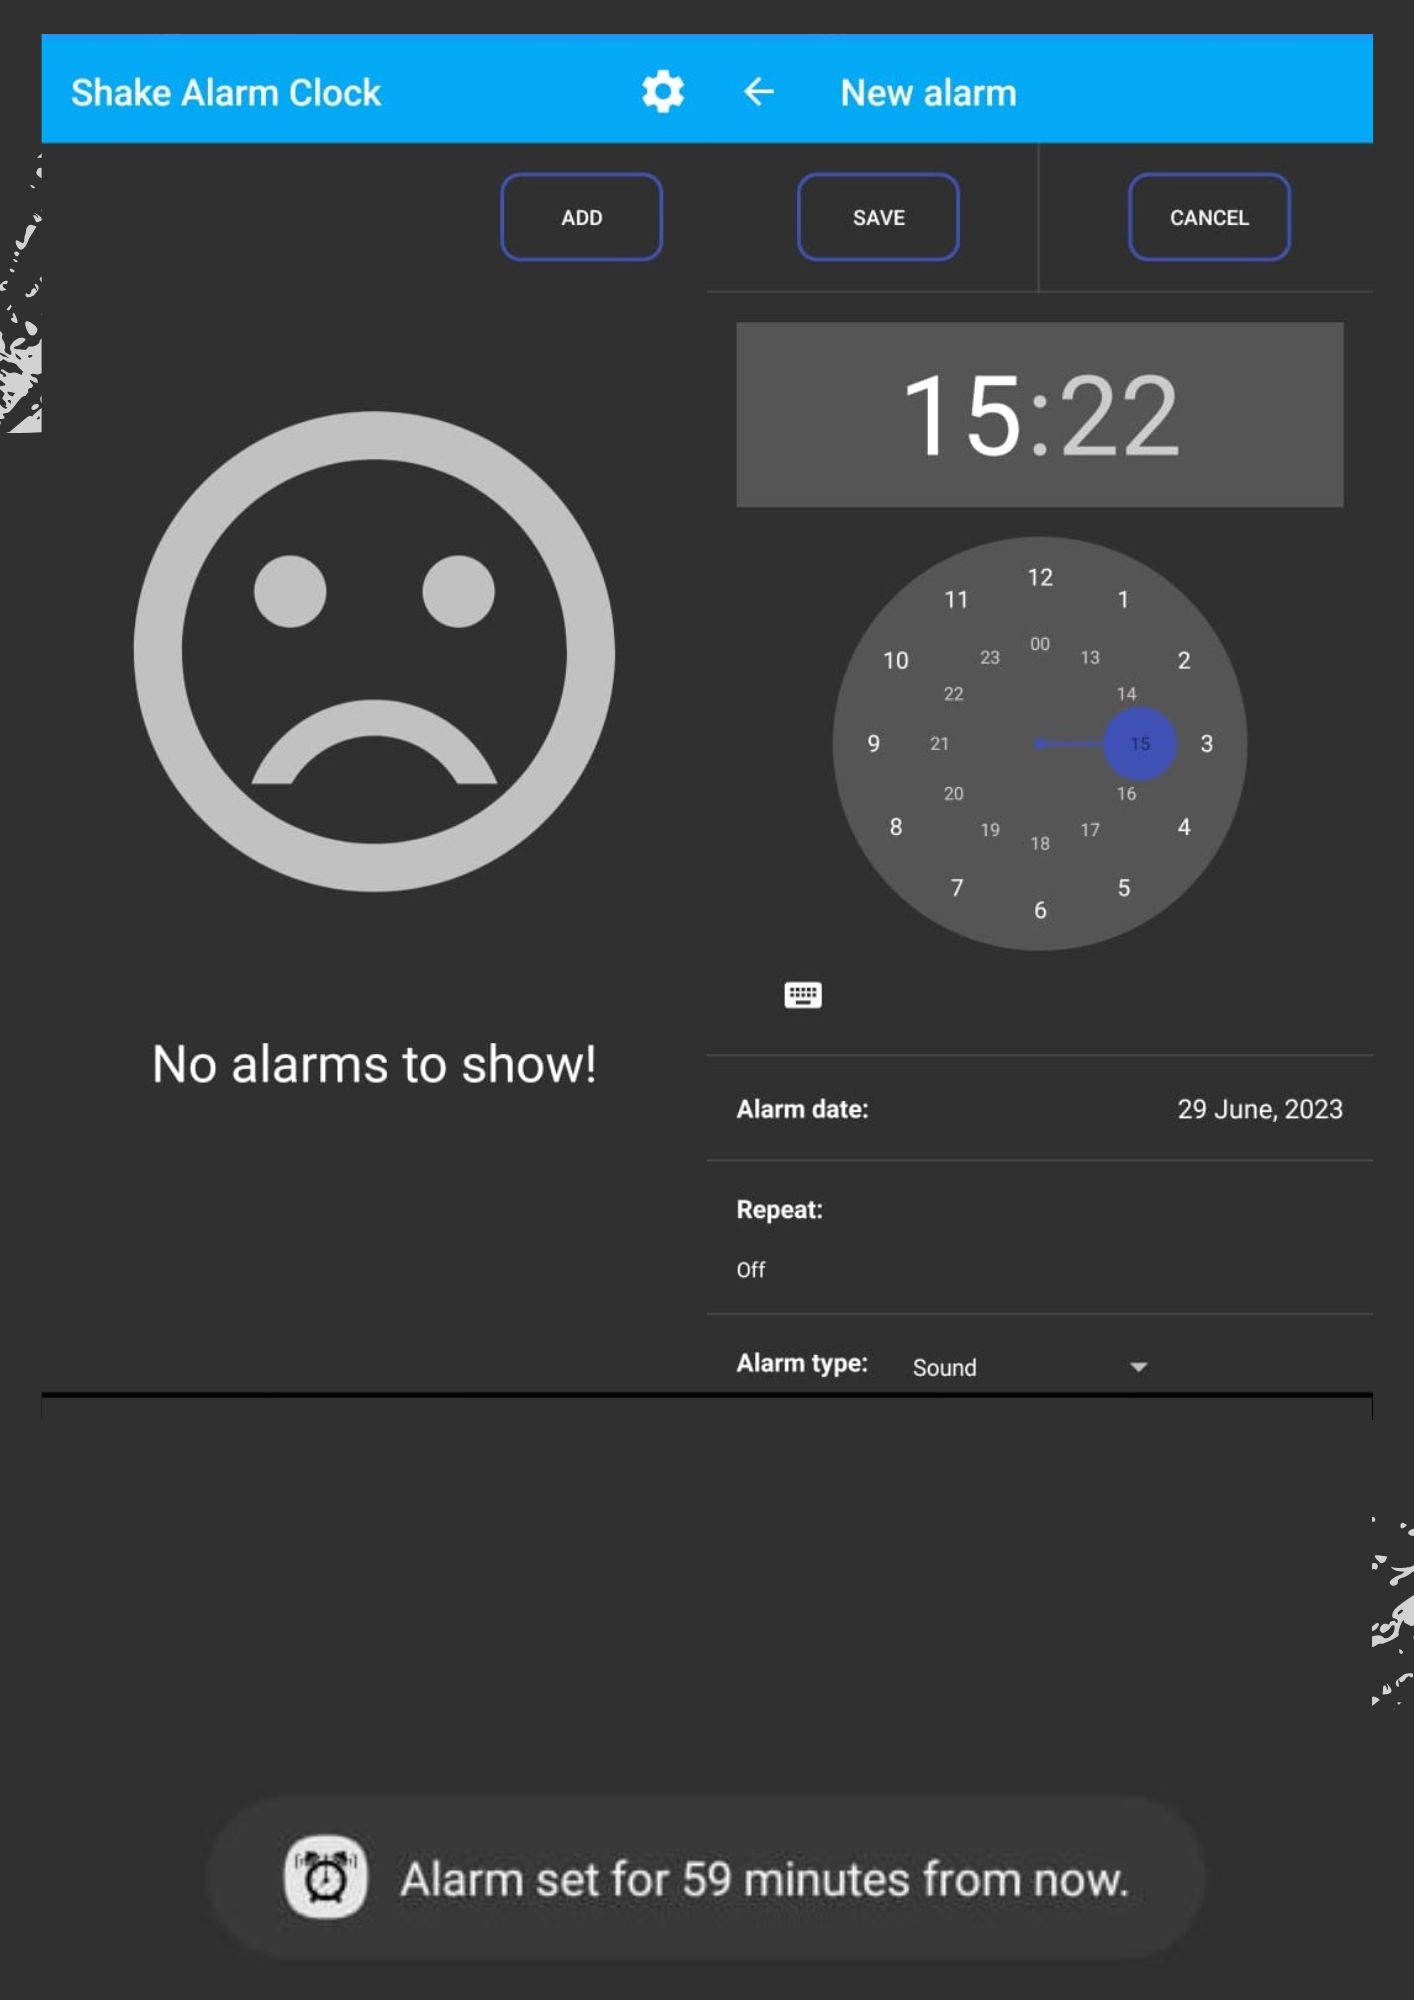 Shake Alarm Clock
ADD
No alarms to show!
New alarm
SAVE
CANCEL
15:22
12
1
2
3
4
5
6
7
8
9
10
11
00
13
14
15
16
17
18
19
20
21
22
23
Alarm date:
29 June, 2023
Repeat:
Off
Alarm type:
Sound
Alarm set for 59 minutes from now.